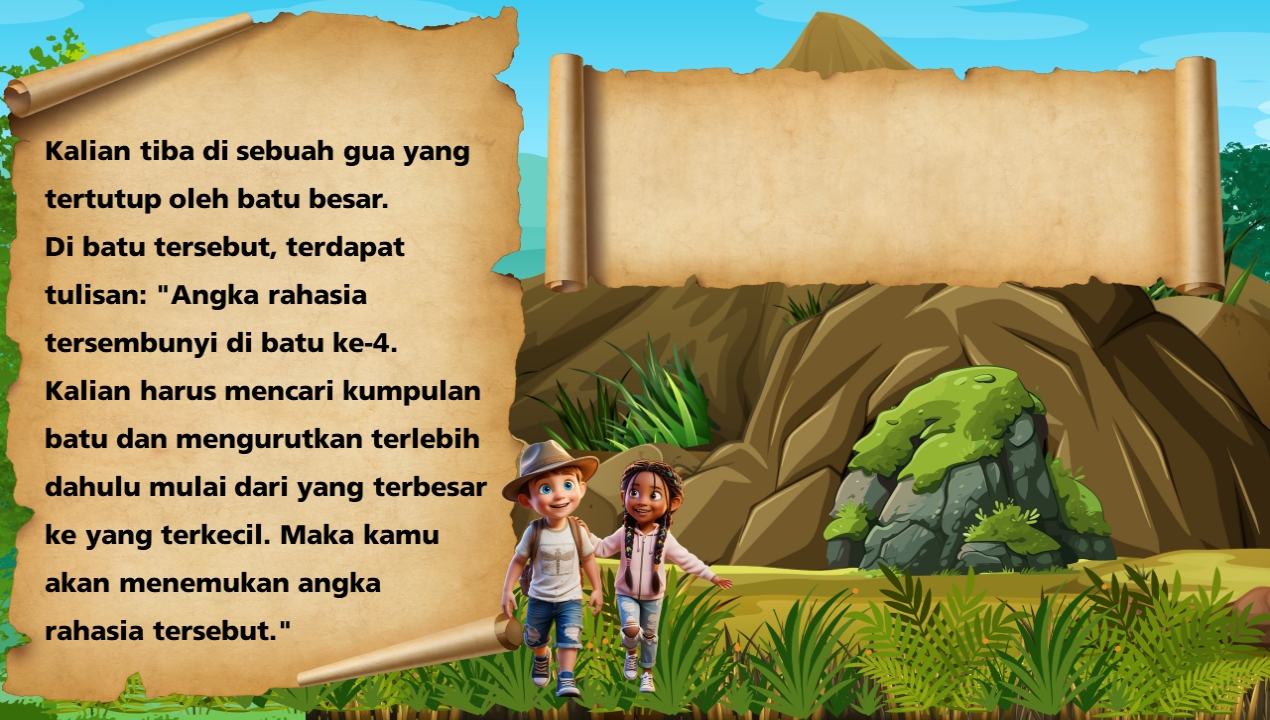 Kalian tiba di sebuah gua yang
tertutup oleh batu besar.
Di batu tersebut, terdapat
tulisan: "Angka rahasia
tersembunyi di batu ke-4.
Kalian harus mencari kumpulan
batu dan mengurutkan terlebih
dahulu mulai dari yang terbesar
ke yang terkecil. Maka kamu
akan menemukan angka
rahasia tersebut."